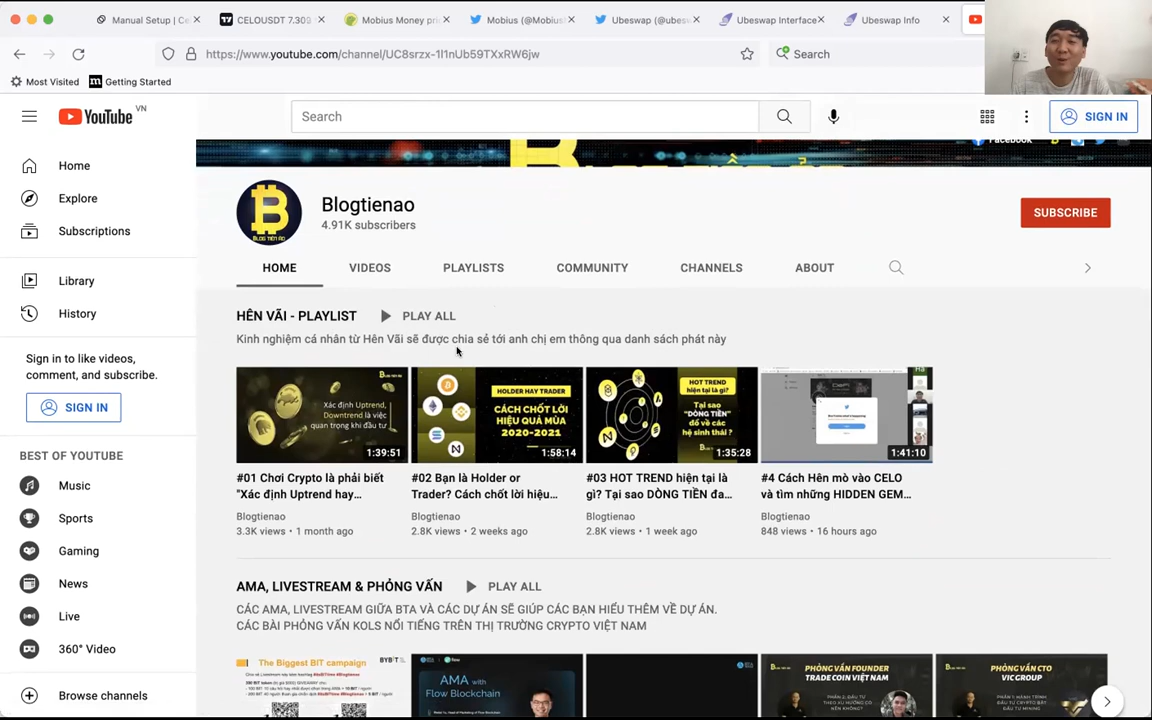 Manual Setup | Ce
CELOUSDT 7.309
Mobius Money pri
Mobius (@Mobius
Ubeswap (@ubesw
Ubeswap Interface
Ubeswap Info
https://www.youtube.com/channel/UC8srzx-1l1nUb59TXxRW6jw
Search
Most Visited
Getting Started
YouTube VN
Search
SIGN IN
Home
Explore
Subscriptions
Library
History
Sign in to like videos,
comment, and subscribe.
SIGN IN
BEST OF YOUTUBE
Music
Sports
Gaming
News
Live
360° Video
Browse channels
Facebook
BLOG TIỀN ẢO
Blogtienao
4.91K subscribers
SUBSCRIBE
HOME
VIDEOS
PLAYLISTS
COMMUNITY
CHANNELS
ABOUT
HÊN VÃI - PLAYLIST
PLAY ALL
Kinh nghiệm cá nhân từ Hên Vãi sẽ được chia sẻ tới anh chị em thông qua danh sách phát này
Xác định Uptrend,
Downtrend là việc
quan trọng khi đầu tư
1:39:51
#01 Chơi Crypto là phải biết
"Xác định Uptrend hay...
Blogtienao
3.3K views • 1 month ago
HOLDER HAY TRADER
CÁCH CHỐT LỜI
HIỆU QUẢ MÙA
2020-2021
1:58:14
#02 Bạn là Holder or
Trader? Cách chốt lời hiệu...
Blogtienao
2.8K views • 2 weeks ago
HOT TREND
hiện tại là gì?
Tại sao
"DÒNG TIỀN"
đổ về các
hệ sinh thái ?
1:35:28
#03 HOT TREND hiện tại là
gì? Tại sao DÒNG TIỀN đa...
Blogtienao
2.8K views • 1 week ago
1:41:10
#4 Cách Hên mò vào CELO
và tìm những HIDDEN GEM...
Blogtienao
848 views • 16 hours ago
AMA, LIVESTREAM & PHỎNG VẤN
PLAY ALL
CÁC AMA, LIVESTREAM GIỮA BTA VÀ CÁC DỰ ÁN SẼ GIÚP CÁC BẠN HIỂU THÊM VỀ DỰ ÁN.
CÁC BÀI PHỎNG VẤN KOLS NỔI TIẾNG TRÊN THỊ TRƯỜNG CRYPTO VIỆT NAM
The Biggest BIT campaign
BYBIT
AMA with
Flow Blockchain
PHỎNG VẤN FOUNDER
TRADE COIN VIỆT NAM
PHỎNG VẤN CTO
VIC GROUP